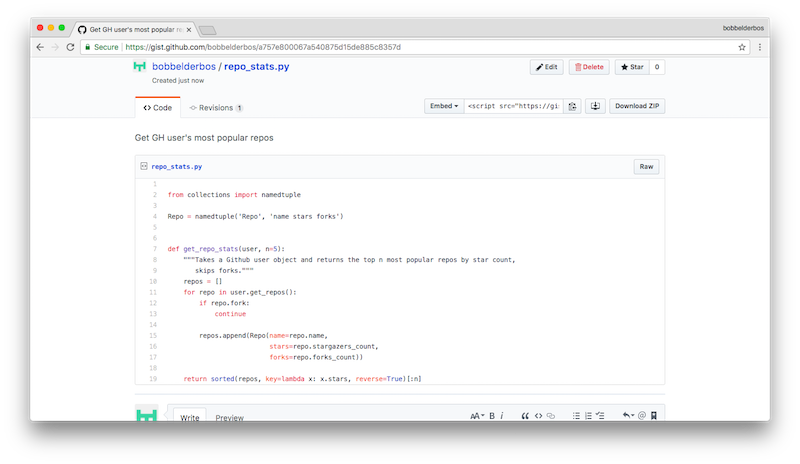 Get GH user's most popular re
bobbelderbos
Secure | https://gist.github.com/bobbelderbos/a757e800067a540875d15de885c8357d
bobbelderbos / repo_stats.py
Edit Delete Star 0
Created just now
<> Code Revisions 1
Embed <script src="https://gi Download ZIP
Get GH user's most popular repos
repo_stats.py Raw
1
2 from collections import namedtuple
3
4 Repo = namedtuple('Repo', 'name stars forks')
5
6
7 def get_repo_stats(user, n=5):
8 """Takes a Github user object and returns the top n most popular repos by star count,
9 skips forks."""
10 repos = []
11 for repo in user.get_repos():
12 if repo.fork:
13 continue
14
15 repos.append(Repo(name=repo.name,
16 stars=repo.stargazers_count,
17 forks=repo.forks_count))
18
19 return sorted(repos, key=lambda x: x.stars, reverse=True)[:n]
Write Preview AA B i “ <> @